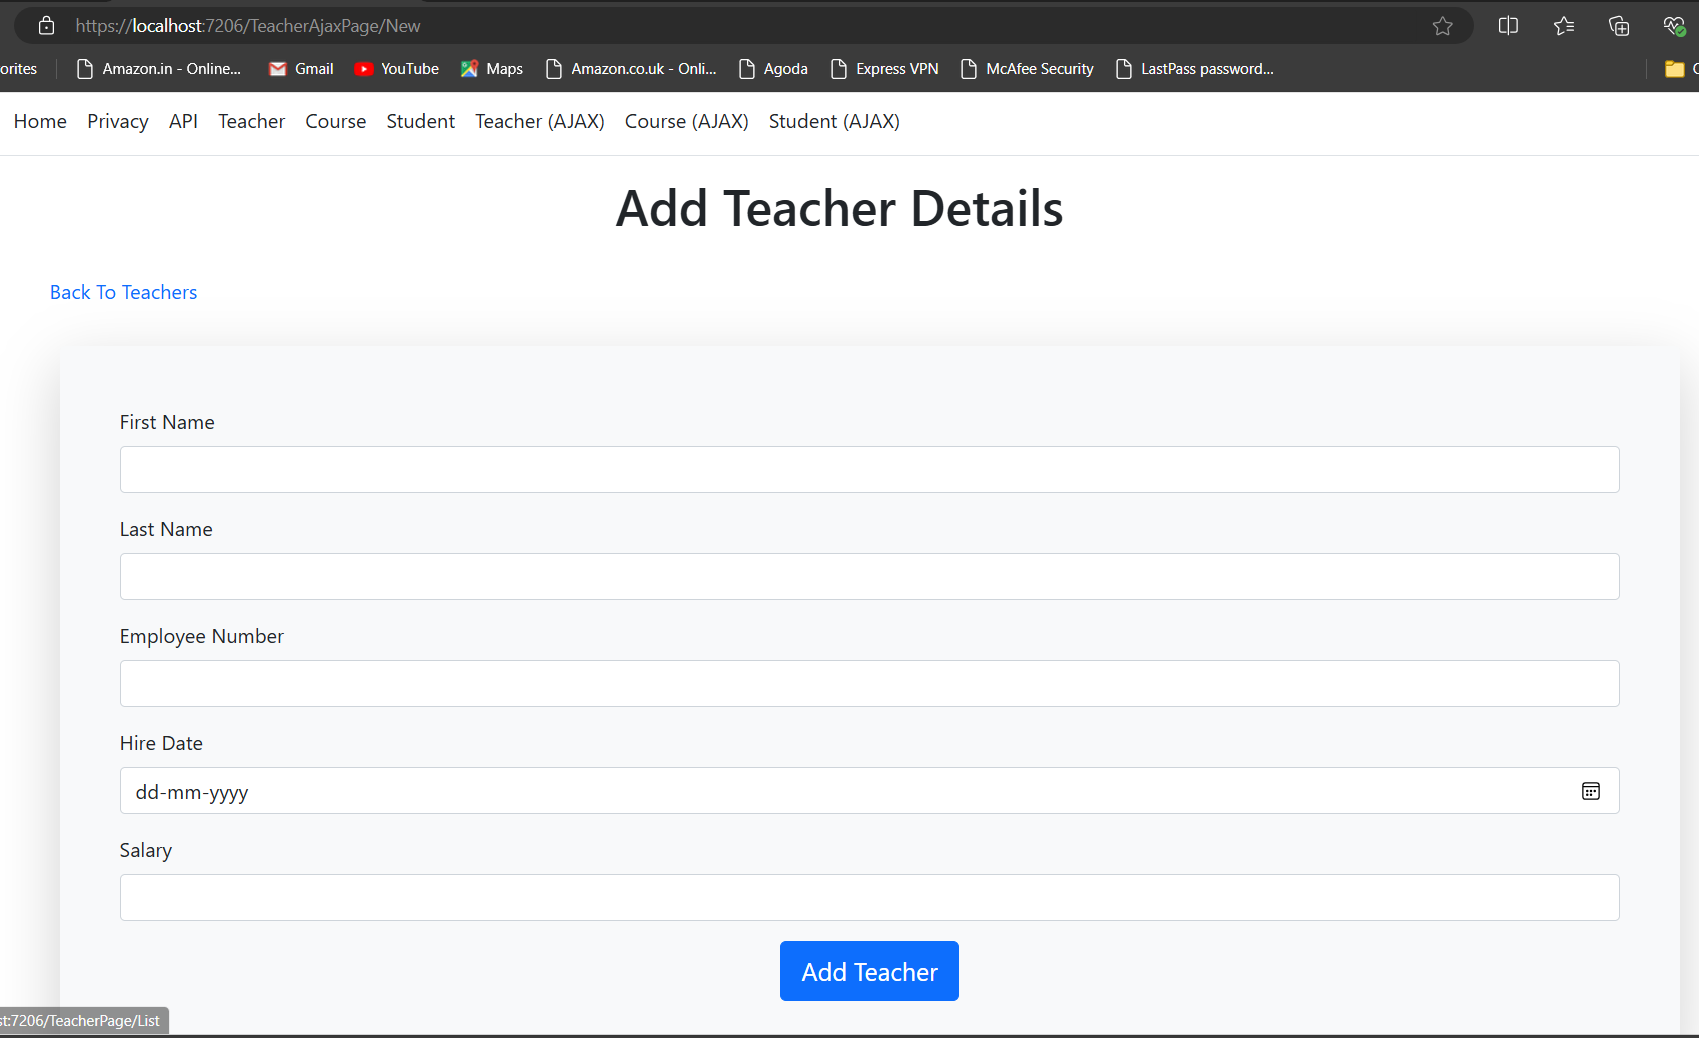 https://localhost:7206/TeacherAjaxPage/New
orites Amazon.in - Online... Gmail YouTube Maps Amazon.co.uk - Onli... Agoda Express VPN McAfee Security LastPass password...
Home Privacy API Teacher Course Student Teacher (AJAX) Course (AJAX) Student (AJAX)
Add Teacher Details
Back To Teachers
First Name
Last Name
Employee Number
Hire Date
dd-mm-yyyy
Salary
Add Teacher
st:7206/TeacherPage/List